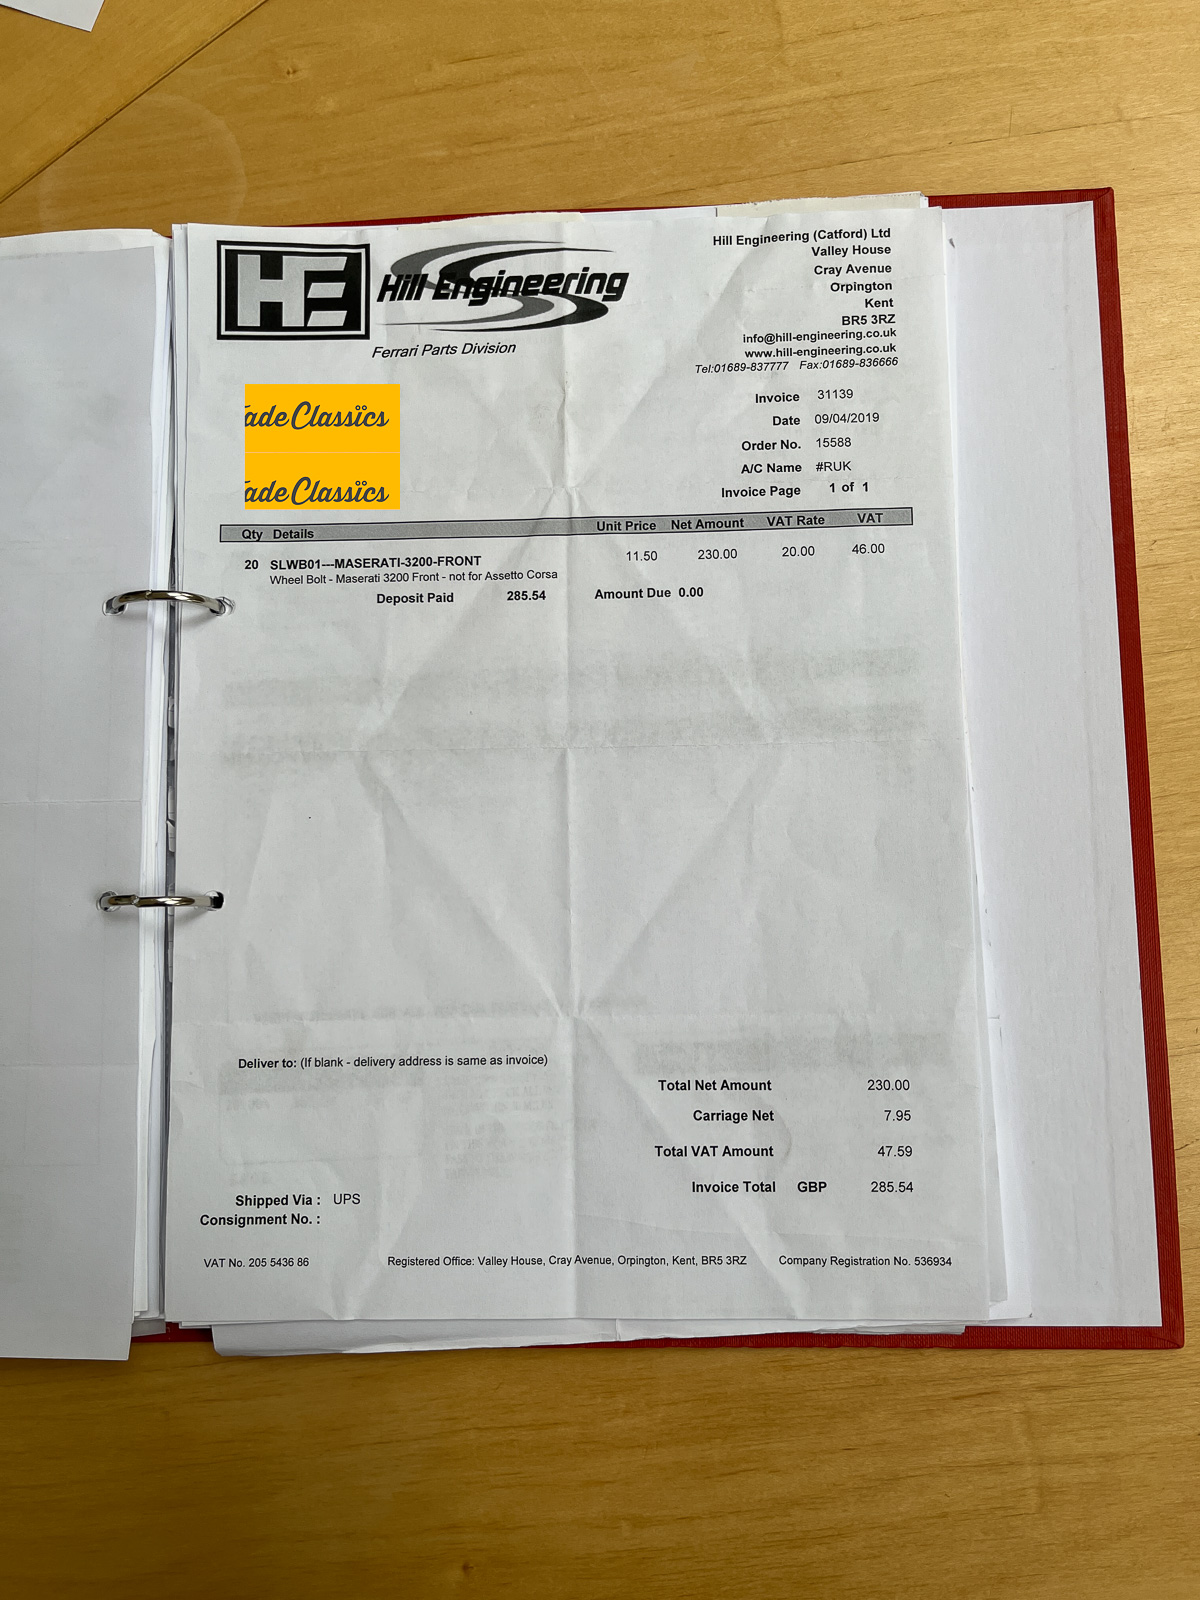 HE
Hill Engineering
Ferrari Parts Division
Hill Engineering (Catford) Ltd
Valley House
Cray Avenue
Orpington
Kent
BR5 3RZ
info@hill-engineering.co.uk
www.hill-engineering.co.uk
Tel:01689-837777 Fax:01689-836666
adeClassics
adeClassics
Invoice 31139
Date 09/04/2019
Order No. 15588
A/C Name #RUK
Invoice Page 1 of 1
Qty Details Unit Price Net Amount VAT Rate VAT
20 SLWB01---MASERATI-3200-FRONT 11.50 230.00 20.00 46.00
Wheel Bolt - Maserati 3200 Front - not for Assetto Corsa
Deposit Paid 285.54 Amount Due 0.00
Deliver to: (If blank - delivery address is same as invoice)
Total Net Amount 230.00
Carriage Net 7.95
Total VAT Amount 47.59
Invoice Total GBP 285.54
Shipped Via : UPS
Consignment No. :
VAT No. 205 5436 86 Registered Office: Valley House, Cray Avenue, Orpington, Kent, BR5 3RZ Company Registration No. 536934